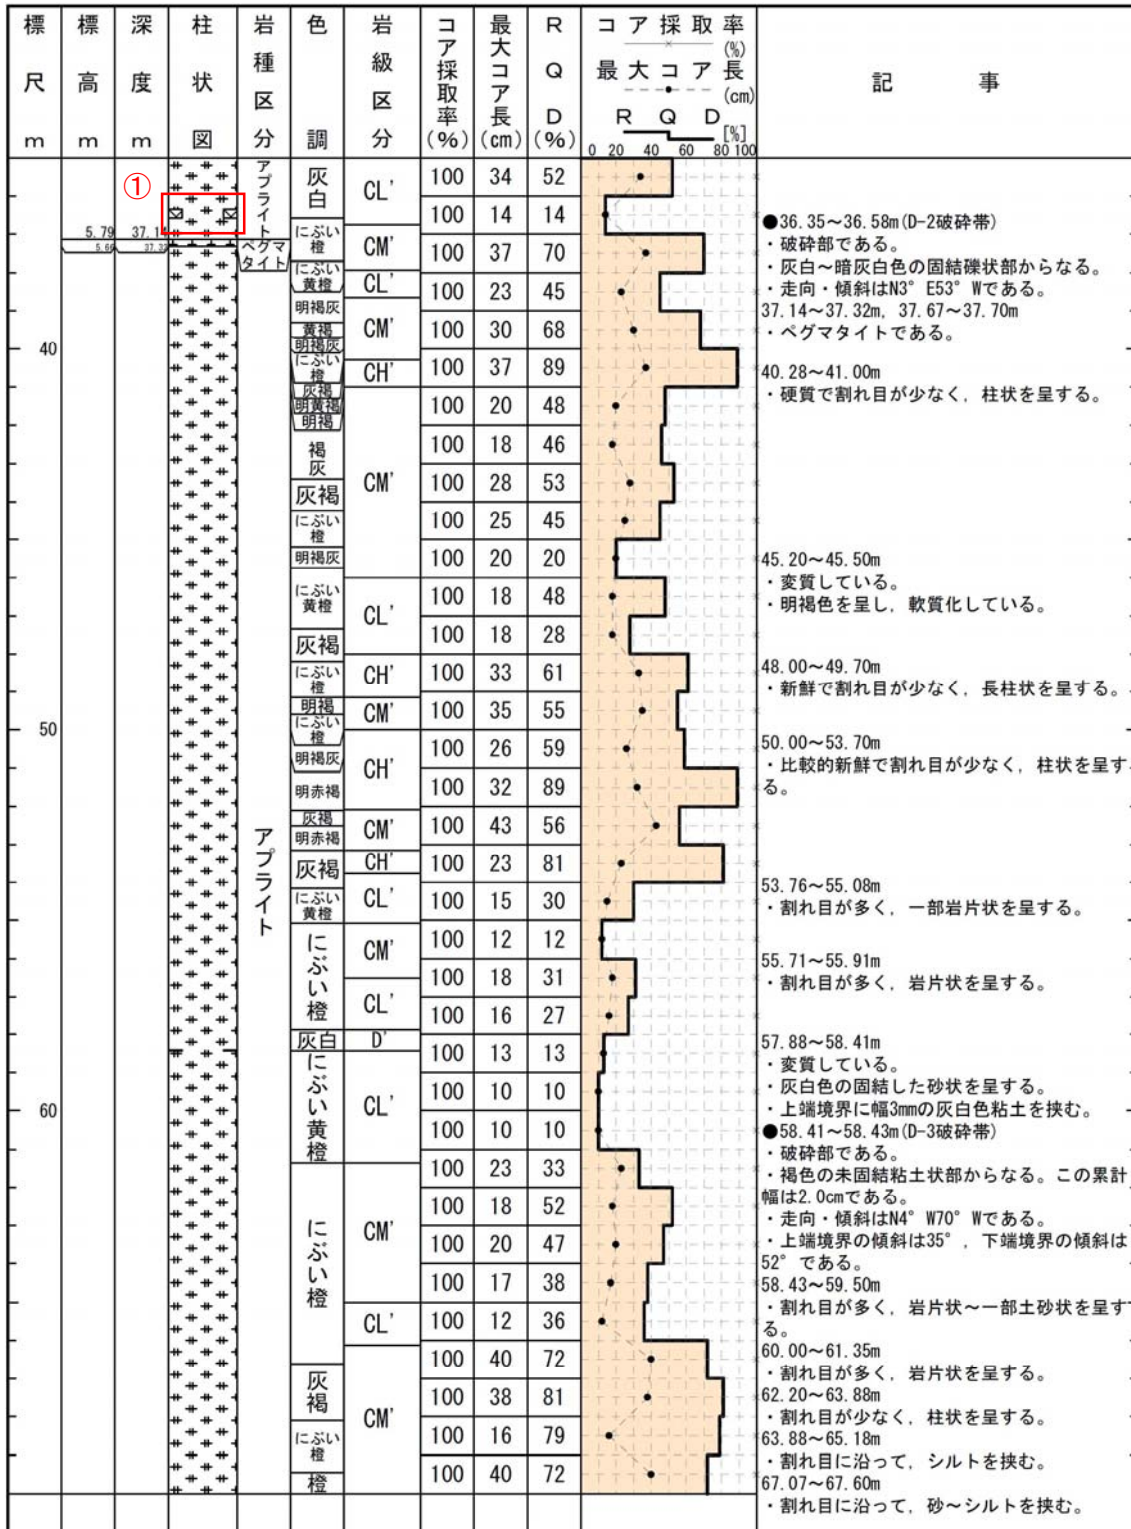 標尺m
標高m
深度m
柱状図
岩種区分
色調
岩級区分
コア採取率(%)
最大コア長(cm)
RQD(%)
コア採取率
(%)
最大コア長
(cm)
RQD
[%]
0 20 40 60 80 100
記事
①
5.79 37.14
37.32
40
50
60
アプライト
ペグマタイト
アプライト
灰白
にぶい橙
にぶい黄橙
明褐灰
黄褐
明褐灰
にぶい橙
灰褐
明黄褐
明褐
褐灰
灰褐
にぶい橙
明褐灰
にぶい黄橙
灰褐
にぶい橙
明褐
にぶい橙
明褐灰
明赤褐
灰褐
明赤褐
灰褐
にぶい黄橙
にぶい橙
灰白
にぶい黄橙
にぶい橙
灰褐
にぶい橙
橙
CL'
CM'
CL'
CM'
CH'
CM'
CL'
CH'
CM'
CH'
CM'
CH'
CL'
CM'
CL'
D'
CL'
CM'
CL'
CM'
100 34 52
100 14 14
100 37 70
100 23 45
100 30 68
100 37 89
100 20 48
100 18 46
100 28 53
100 25 45
100 20 20
100 18 48
100 18 28
100 33 61
100 35 55
100 26 59
100 32 89
100 43 56
100 23 81
100 15 30
100 12 12
100 18 31
100 16 27
100 13 13
100 10 10
100 10 10
100 23 33
100 18 52
100 20 47
100 17 38
100 12 36
100 40 72
100 38 81
100 16 79
100 40 72
●36.35～36.58m(D-2破砕帯)
・破砕部である。
・灰白～暗灰白色の固結礫状部からなる。
・走向・傾斜はN3°E53°Wである。
37.14～37.32m, 37.67～37.70m
・ペグマタイトである。
40.28～41.00m
・硬質で割れ目が少なく，柱状を呈する。
45.20～45.50m
・変質している。
・明褐色を呈し，軟質化している。
48.00～49.70m
・新鮮で割れ目が少なく，長柱状を呈する。
50.00～53.70m
・比較的新鮮で割れ目が少なく，柱状を呈す
る。
53.76～55.08m
・割れ目が多く，一部岩片状を呈する。
55.71～55.91m
・割れ目が多く，岩片状を呈する。
57.88～58.41m
・変質している。
・灰白色の固結した砂状を呈する。
・上端境界に幅3mmの灰白色粘土を挟む。
●58.41～58.43m(D-3破砕帯)
・破砕部である。
・褐色の未固結粘土状部からなる。この累計
幅は2.0cmである。
・走向・傾斜はN4°W70°Wである。
・上端境界の傾斜は35°，下端境界の傾斜は
52°である。
58.43～59.50m
・割れ目が多く，岩片状～一部土砂状を呈す
る。
60.00～61.35m
・割れ目が多く，岩片状を呈する。
62.20～63.88m
・割れ目が少なく，柱状を呈する。
63.88～65.18m
・割れ目に沿って，シルトを挟む。
67.07～67.60m
・割れ目に沿って，砂～シルトを挟む。